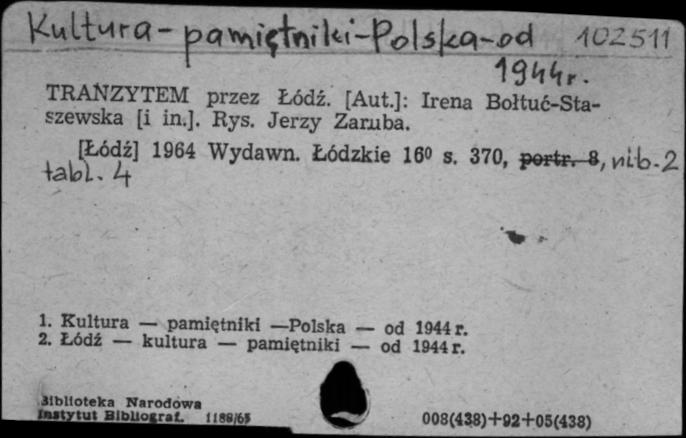 Kultura - pamiętniki - Polska - od 102511
1944 r.
TRANZYTEM przez Łódź. [Aut.]: Irena Bołtuć-Sta-
szewska [i in.]. Rys. Jerzy Zaruba.
[Łódź] 1964 Wydawn. Łódzkie 16⁰ s. 370, portr. 8, nlb. 2
tabl. 4
1. Kultura — pamiętniki —Polska — od 1944 r.
2. Łódź — kultura — pamiętniki — od 1944 r.
Biblioteka Narodowa
Instytut Bibliograf. 1188/65
008(438)+92+05(438)